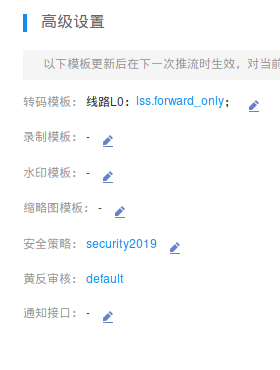 高级设置
以下模板更新后在下一次推流时生效，对当前
转码模板： 线路L0：lss.forward_only；
录制模板： -
水印模板： -
缩略图模板： -
安全策略： security2019
黄反审核： default
通知接口： -